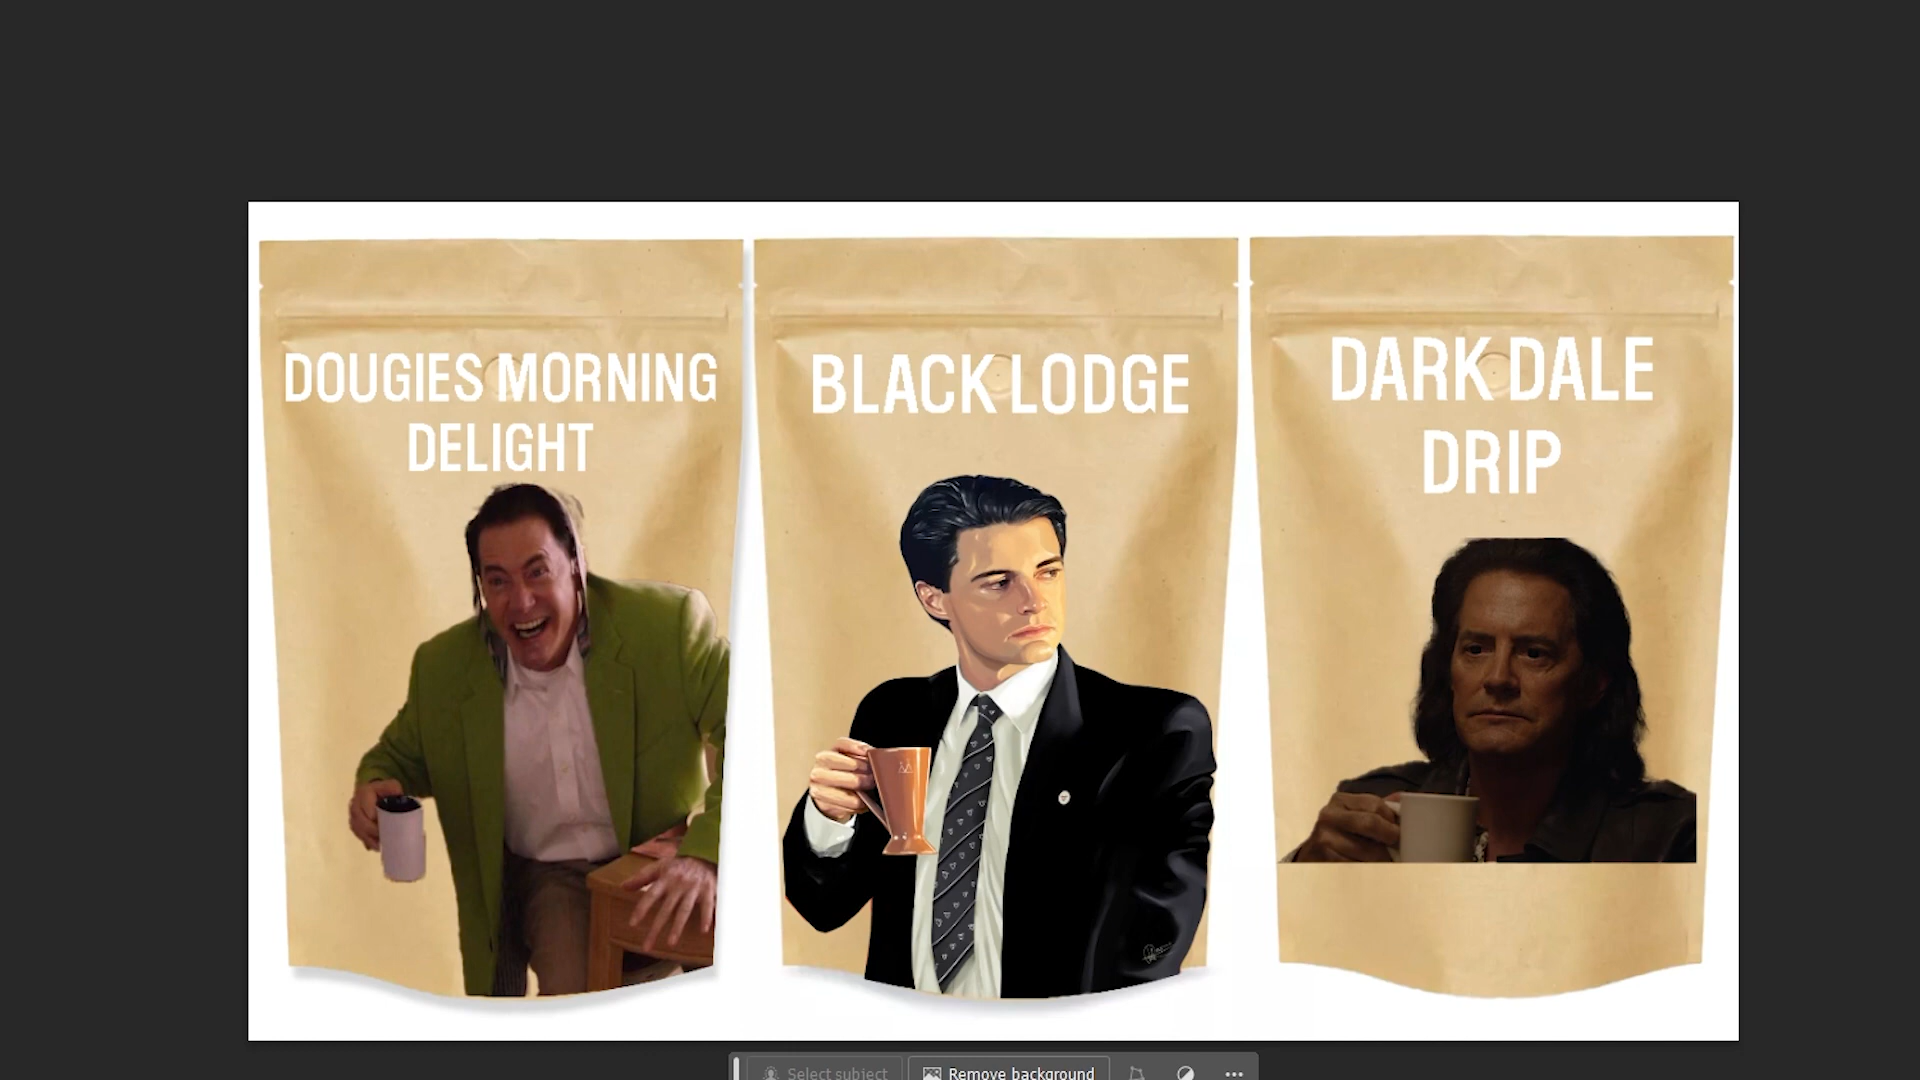 DOUGIES MORNING
DELIGHT
BLACK LODGE
DARK DALE
DRIP
Select subject
Remove background